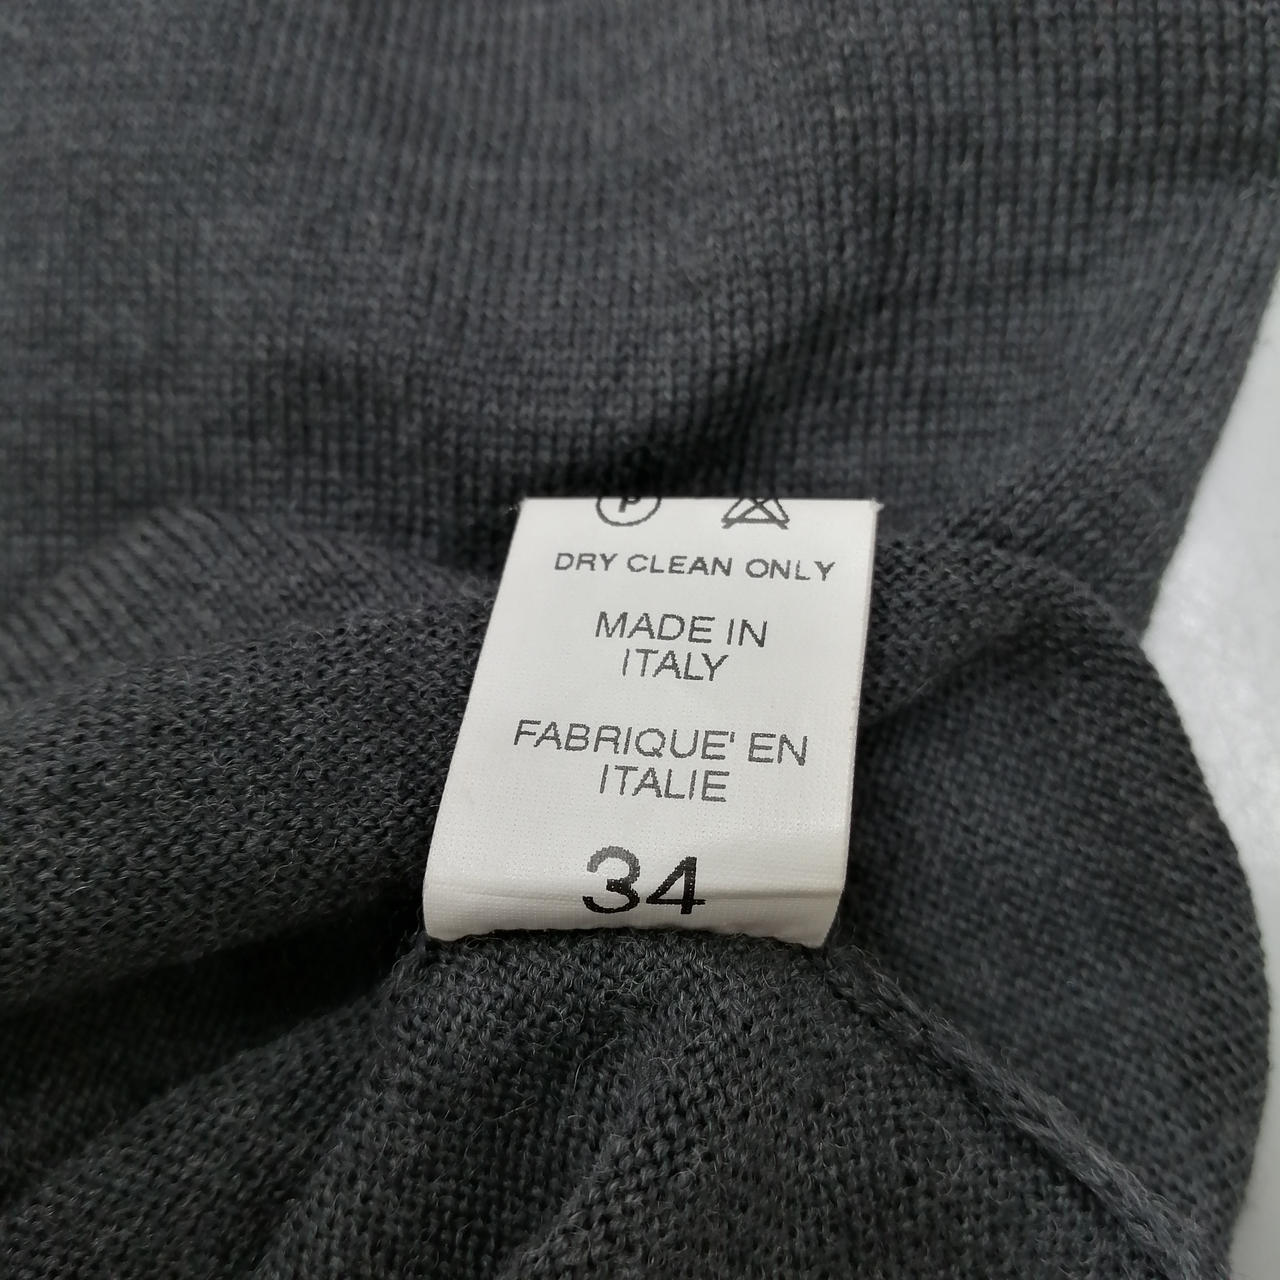 P
DRY CLEAN ONLY
MADE IN
ITALY
FABRIQUE' EN
ITALIE
34